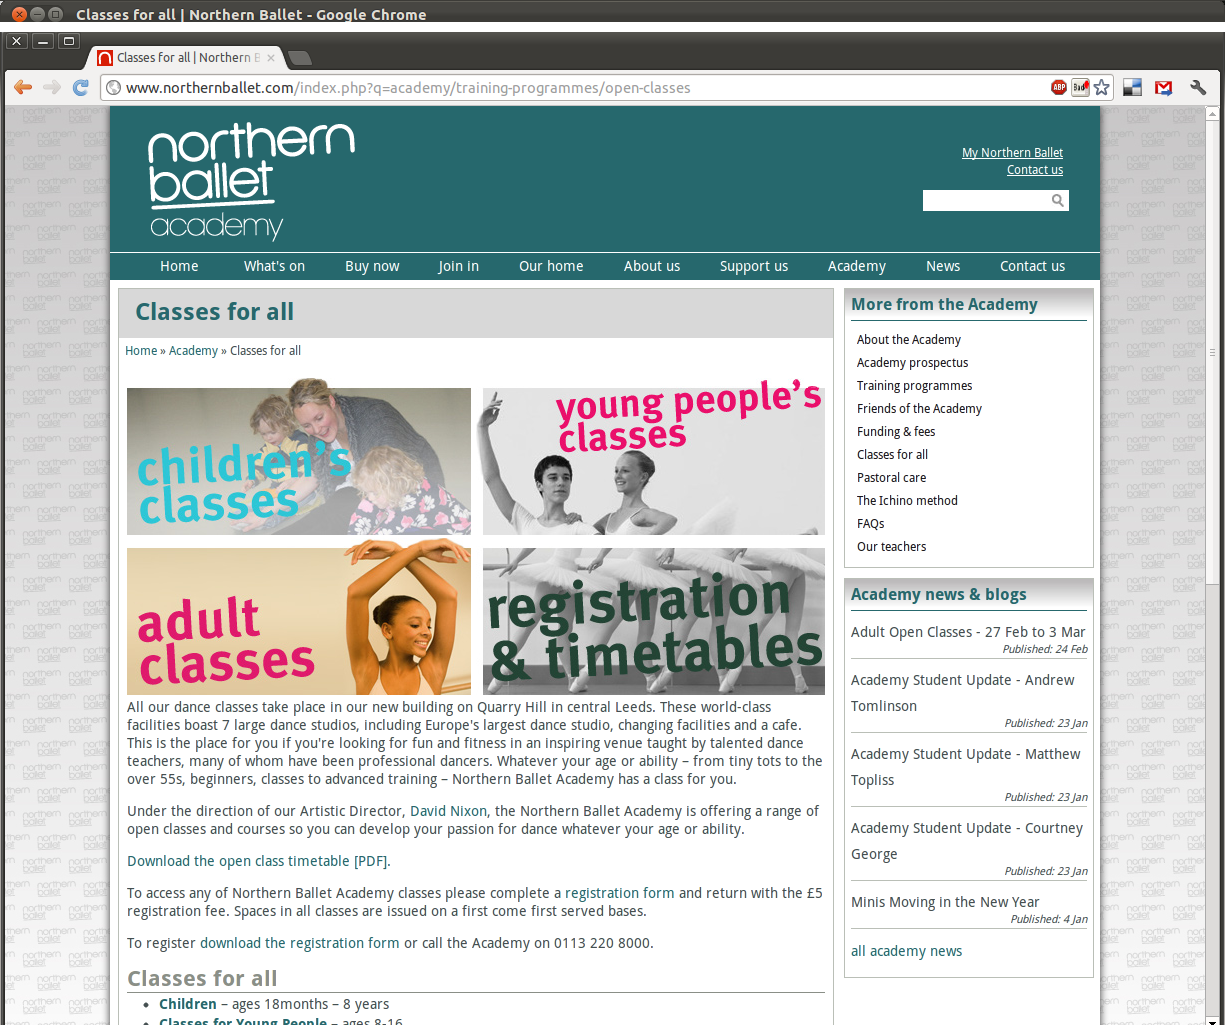 Classes for all | Northern Ballet - Google Chrome
Classes for all | Northern B
www.northernballet.com/index.php?q=academy/training-programmes/open-classes
ABP
northern
ballet
academy
My Northern Ballet
Contact us
Home What's on Buy now Join in Our home About us Support us Academy News Contact us
Classes for all
Home » Academy » Classes for all
children's
classes
young people's
classes
adult
classes
registration
& timetables
All our dance classes take place in our new building on Quarry Hill in central Leeds. These world-class
facilities boast 7 large dance studios, including Europe's largest dance studio, changing facilities and a cafe.
This is the place for you if you're looking for fun and fitness in an inspiring venue taught by talented dance
teachers, many of whom have been professional dancers. Whatever your age or ability – from tiny tots to the
over 55s, beginners, classes to advanced training – Northern Ballet Academy has a class for you.
Under the direction of our Artistic Director, David Nixon, the Northern Ballet Academy is offering a range of
open classes and courses so you can develop your passion for dance whatever your age or ability.
Download the open class timetable [PDF].
To access any of Northern Ballet Academy classes please complete a registration form and return with the £5
registration fee. Spaces in all classes are issued on a first come first served bases.
To register download the registration form or call the Academy on 0113 220 8000.
Classes for all
• Children – ages 18months – 8 years
• Classes for Young People – ages 8-16
More from the Academy
About the Academy
Academy prospectus
Training programmes
Friends of the Academy
Funding & fees
Classes for all
Pastoral care
The Ichino method
FAQs
Our teachers
Academy news & blogs
Adult Open Classes - 27 Feb to 3 Mar
Published: 24 Feb
Academy Student Update - Andrew
Tomlinson
Published: 23 Jan
Academy Student Update - Matthew
Topliss
Published: 23 Jan
Academy Student Update - Courtney
George
Published: 23 Jan
Minis Moving in the New Year
Published: 4 Jan
all academy news